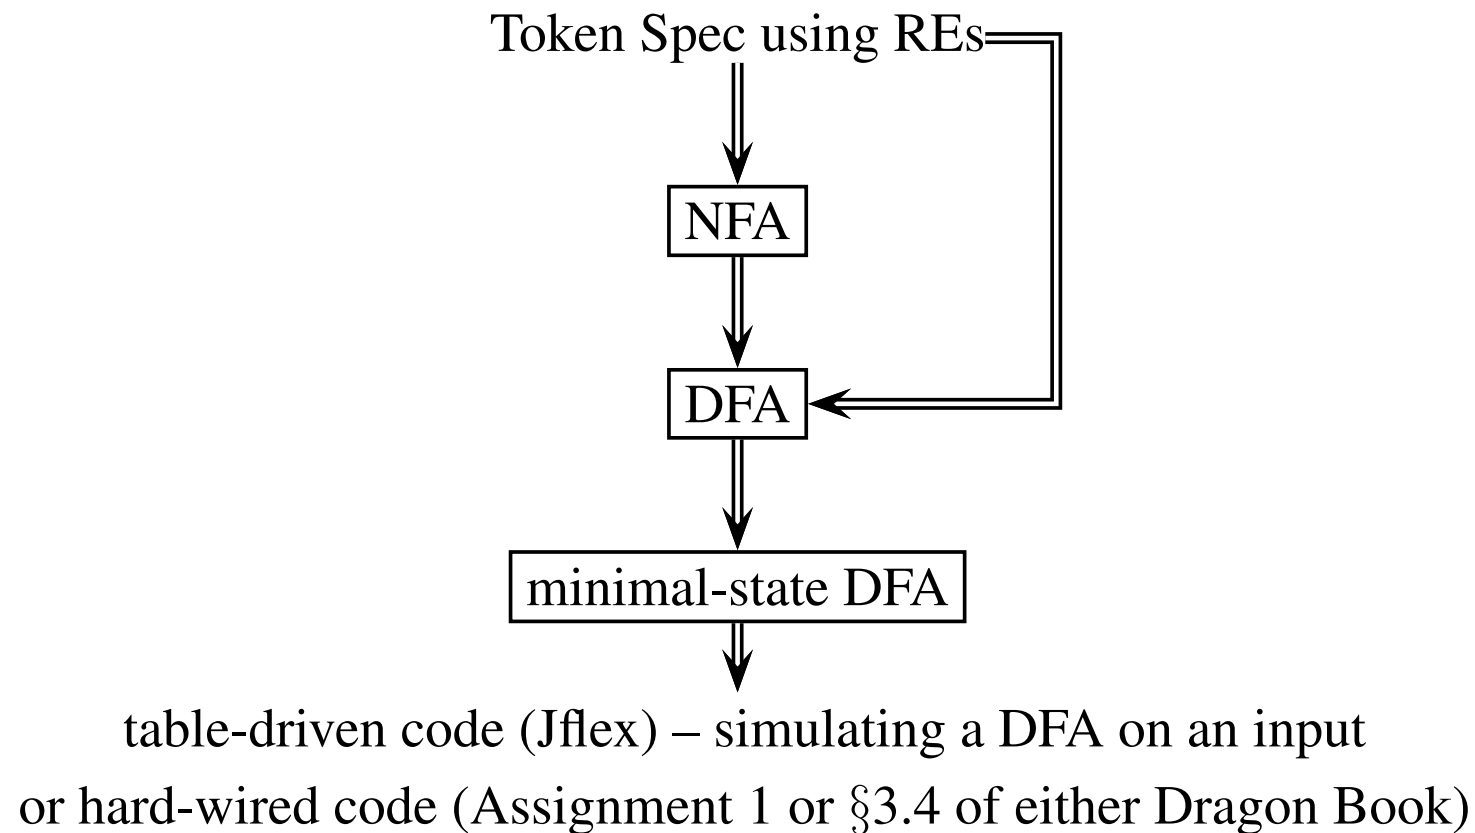 Token Spec using REs
NFA
DFA
minimal-state DFA
table-driven code (Jflex) – simulating a DFA on an input
or hard-wired code (Assignment 1 or §3.4 of either Dragon Book)